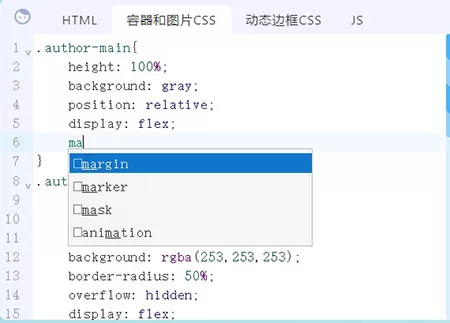 HTML 容器和图片CSS 动态边框CSS JS
1 .author-main{
2 height: 100%;
3 background: gray;
4 position: relative;
5 display: flex;
6 ma
7 } margin
8 .aut marker
9 mask
10 animation
11
12 background: rgba(253,253,253);
13 border-radius: 50%;
14 overflow: hidden;
15 display: flex;